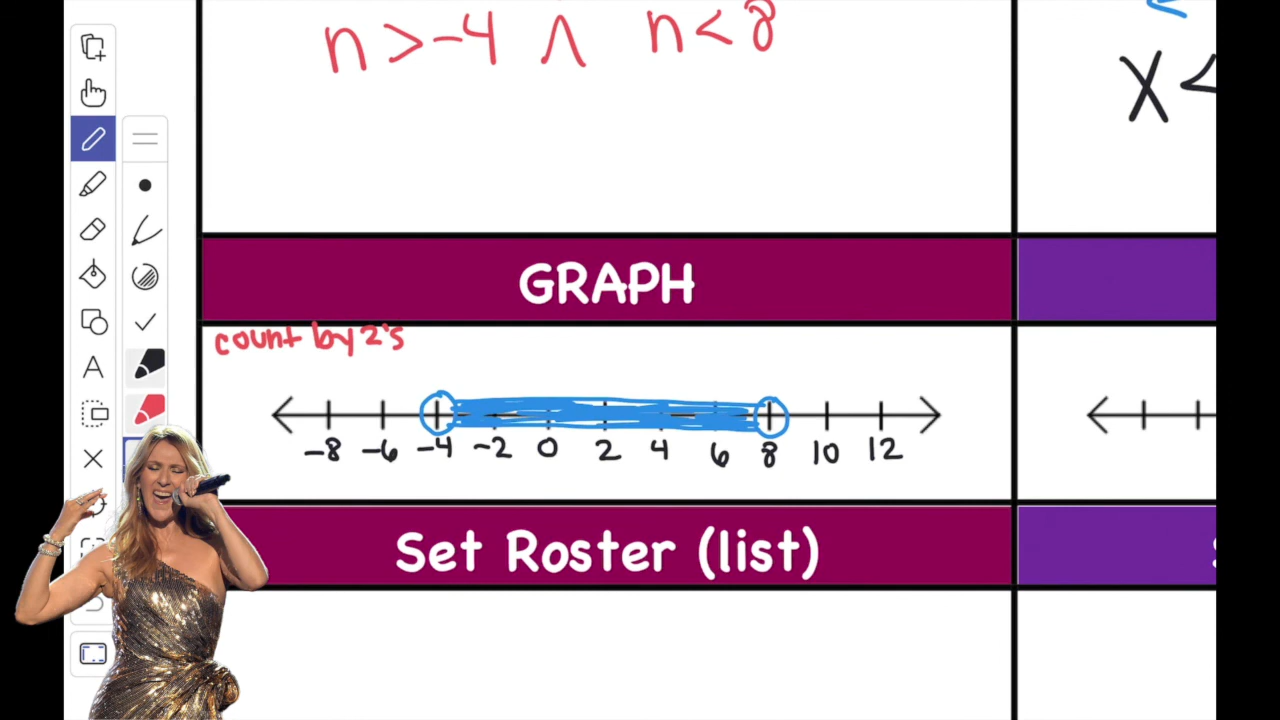 n > -4 ∧ n < 8
x <
GRAPH
count by 2's
-8 -6 -4 -2 0 2 4 6 8 10 12
Set Roster (list)